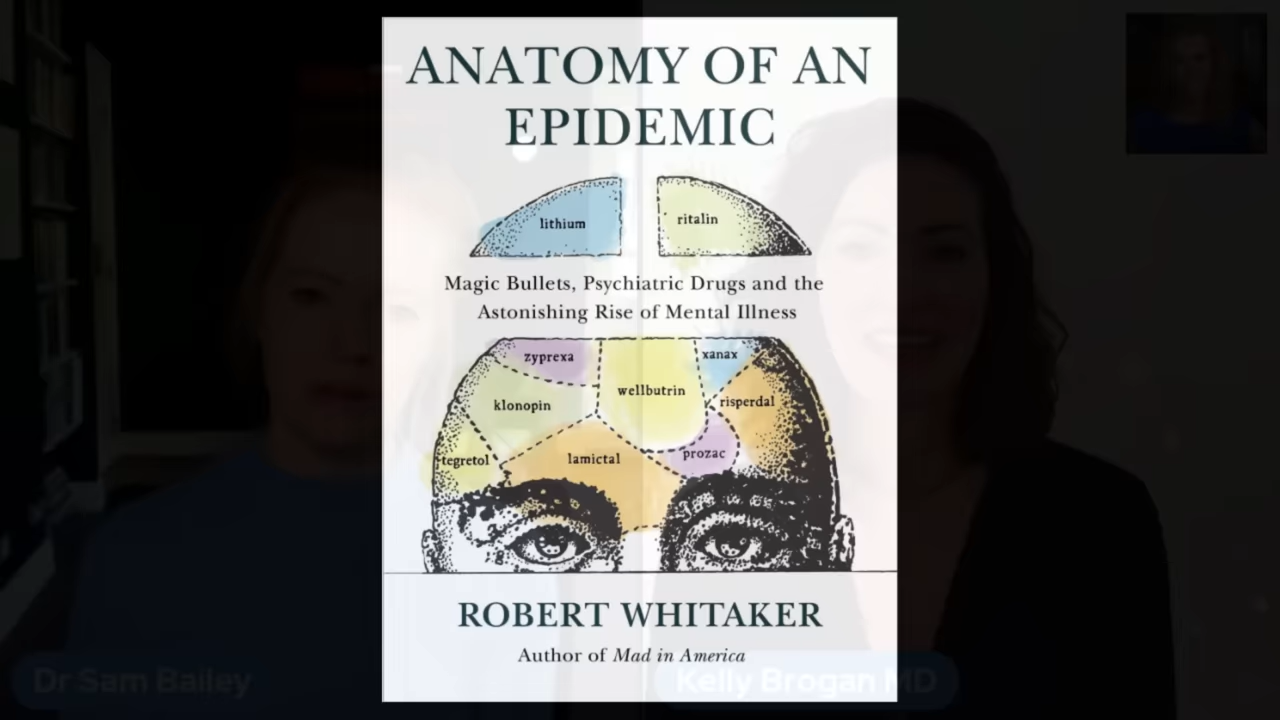 ANATOMY OF AN
EPIDEMIC
lithium
ritalin
Magic Bullets, Psychiatric Drugs and the
Astonishing Rise of Mental Illness
zyprexa
xanax
wellbutrin
klonopin
risperdal
tegretol
lamictal
prozac
ROBERT WHITAKER
Author of Mad in America
Dr Sam Bailey
Kelly Brogan MD